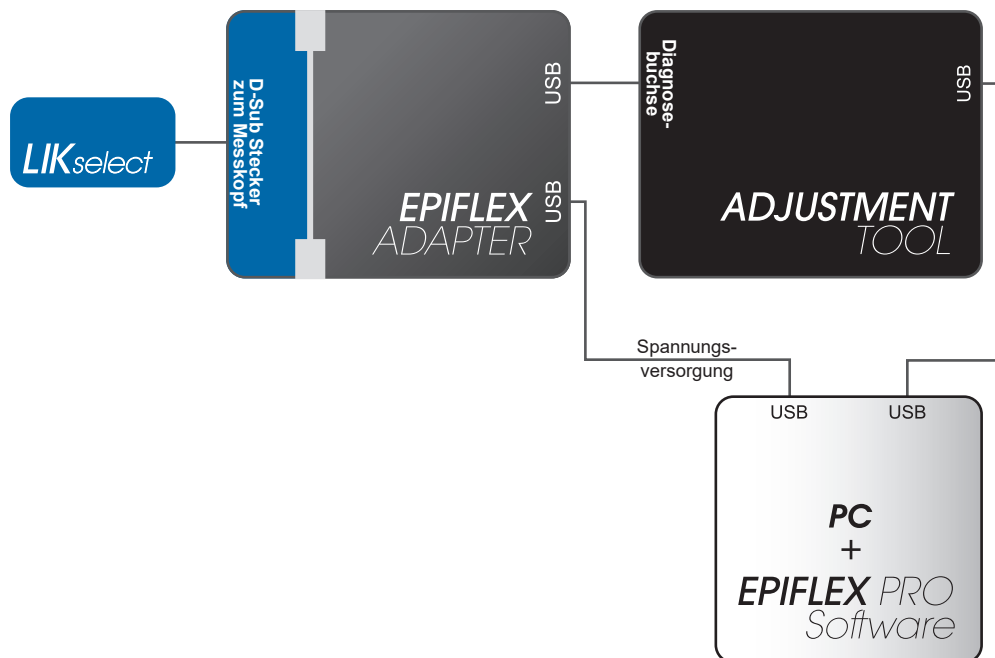 LIKselect
D-Sub Stecker
zum Messkopf
USB
USB
EPIFLEX
ADAPTER
Diagnose-
buchse
USB
ADJUSTMENT
TOOL
Spannungs-
versorgung
USB
USB
PC
+
EPIFLEX PRO
Software